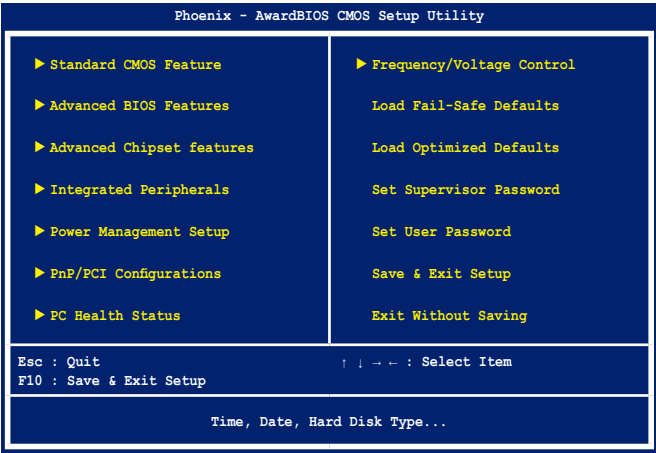 Phoenix - AwardBIOS CMOS Setup Utility
▶ Standard CMOS Feature
▶ Advanced BIOS Features
▶ Advanced Chipset features
▶ Integrated Peripherals
▶ Power Management Setup
▶ PnP/PCI Configurations
▶ PC Health Status
▶ Frequency/Voltage Control
Load Fail-Safe Defaults
Load Optimized Defaults
Set Supervisor Password
Set User Password
Save & Exit Setup
Exit Without Saving
Esc : Quit
F10 : Save & Exit Setup
↑ ↓ → ← : Select Item
Time, Date, Hard Disk Type...